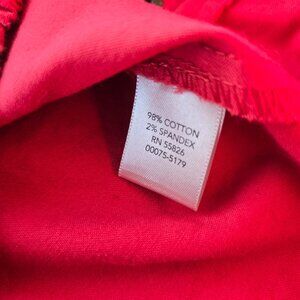 98% COTTON
2% SPANDEX
RN 55826
00075-5179